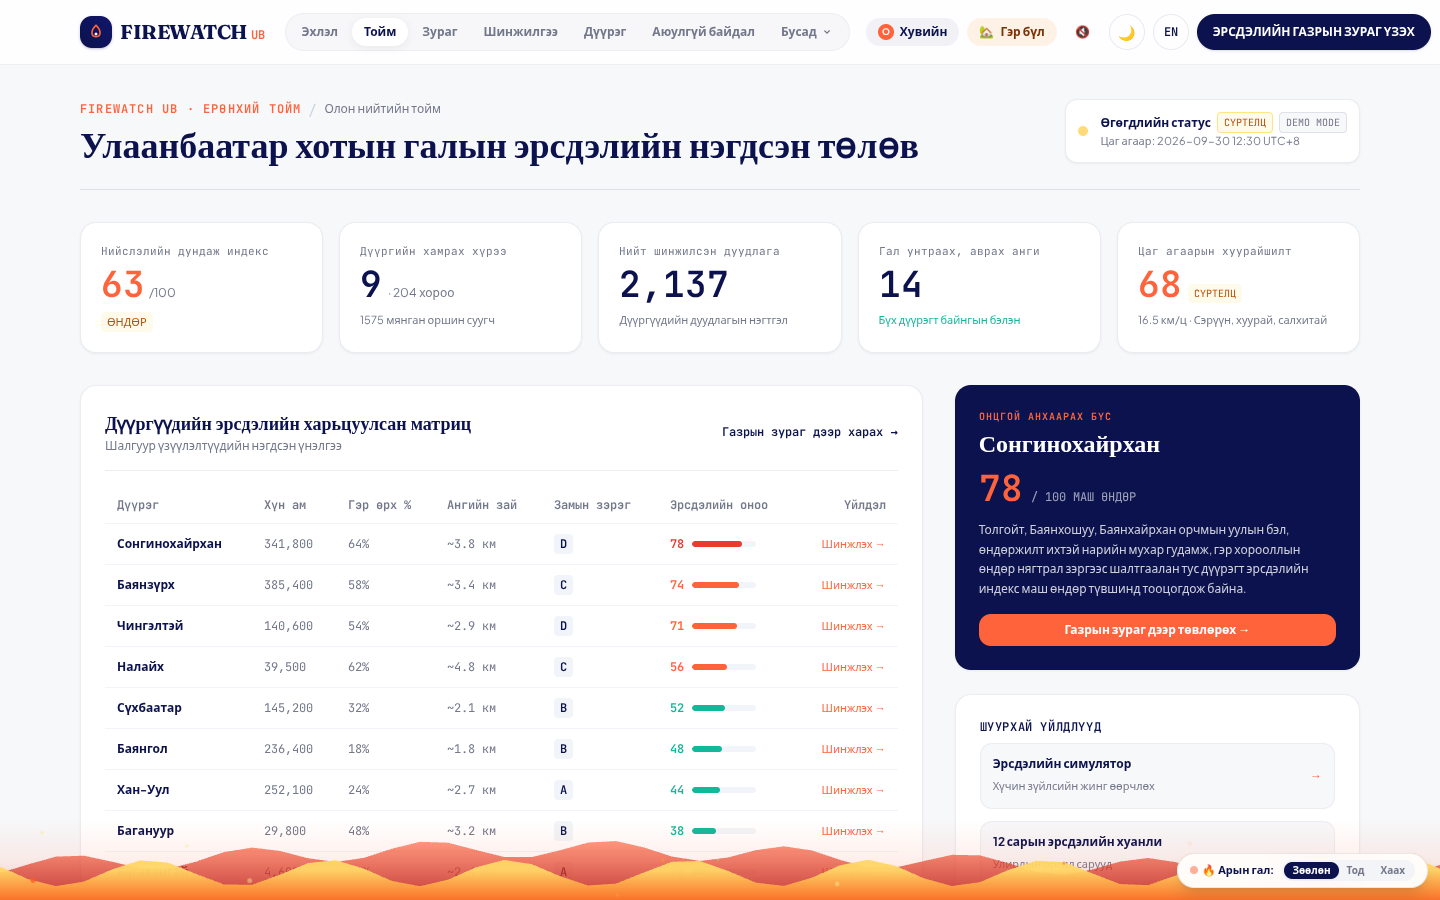 FIREWATCH UB
Эхлэл Тойм Зураг Шинжилгээ Дүүрэг Аюулгүй байдал Бусад
Хувийн Гэр бүл EN ЭРСДЭЛИЙН ГАЗРЫН ЗУРАГ ҮЗЭХ
FIREWATCH UB · ЕРӨНХИЙ ТОЙМ / Олон нийтийн тойм
Улаанбаатар хотын галын эрсдэлийн нэгдсэн төлөв
Өгөгдлийн статус СҮРТЕЛЦ DEMO MODE
Цаг агаар: 2026-09-30 12:30 UTC+8
Нийслэлийн дундаж индекс
63 /100
ӨНДӨР
Дүүргийн хамрах хүрээ
9 · 204 хороо
1575 мянган оршин суугч
Нийт шинжилсэн дуудлага
2,137
Дүүргүүдийн дуудлагын нэгтгэл
Гал унтраах, аврах анги
14
Бүх дүүрэгт байнгын бэлэн
Цаг агаарын хуурайшилт
68 СҮРТЕЛЦ
16.5 км/ц · Сэрүүн, хуурай, салхитай
Дүүргүүдийн эрсдэлийн харьцуулсан матриц
Шалгуур үзүүлэлтүүдийн нэгдсэн үнэлгээ
Газрын зураг дээр харах →
Дүүрэг Хүн ам Гэр өрх % Ангийн зай Замын зэрэг Эрсдэлийн оноо Үйлдэл
Сонгинохайрхан 341,800 64% ~3.8 км D 78 Шинжлэх →
Баянзүрх 385,400 58% ~3.4 км C 74 Шинжлэх →
Чингэлтэй 140,600 54% ~2.9 км D 71 Шинжлэх →
Налайх 39,500 62% ~4.8 км C 56 Шинжлэх →
Сүхбаатар 145,200 32% ~2.1 км B 52 Шинжлэх →
Баянгол 236,400 18% ~1.8 км B 48 Шинжлэх →
Хан-Уул 252,100 24% ~2.7 км A 44 Шинжлэх →
Багануур 29,800 48% ~3.2 км B 38 Шинжлэх →
ОНЦГОЙ АНХААРАХ БҮС
Сонгинохайрхан
78 / 100 МАШ ӨНДӨР
Толгойт, Баянхошуу, Баянхайрхан орчмын уулын бэл,
өндөржилт ихтэй нарийн мухар гудамж, гэр хорооллын
өндөр нягтрал зэргээс шалтгаалан тус дүүрэгт эрсдэлийн
индекс маш өндөр түвшинд тооцогдож байна.
Газрын зураг дээр төвлөрөх →
ШУУРХАЙ ҮЙЛДЛҮҮД
Эрсдэлийн симулятор
Хүчин зүйлсийн жинг өөрчлөх
→
12 сарын эрсдэлийн хуанли
Арын гал: Зөөлөн Тод Хаах